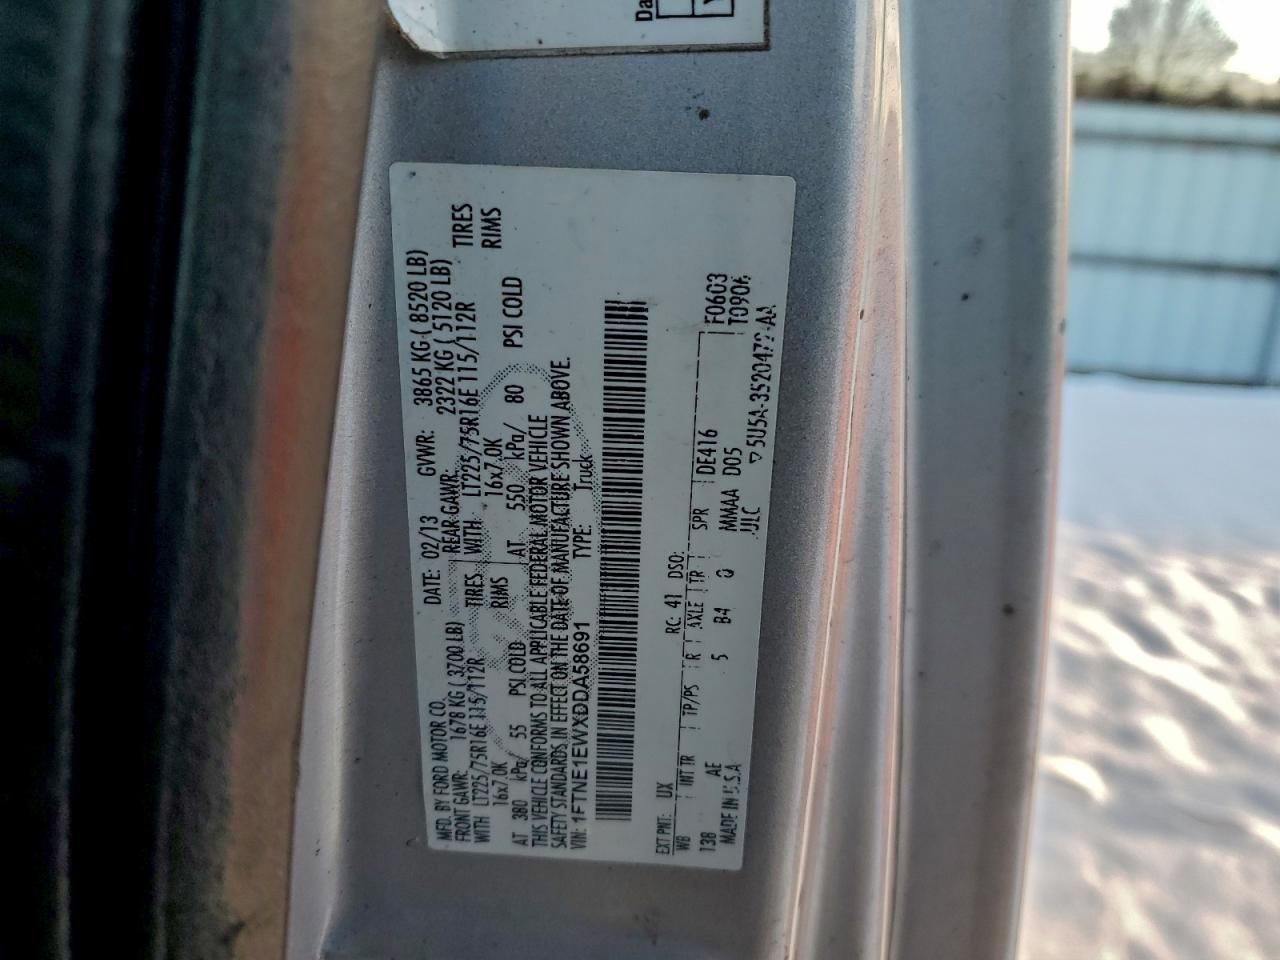 Da
MFD. BY FORD MOTOR CO.
DATE: 02/13 GVWR: 3865 KG ( 8520 LB)
FRONT GAWR: 1678 KG ( 3700 LB) REAR GAWR: 2322 KG ( 5120 LB)
WITH LT225/75R16E 115/112R TIRES WITH LT225/75R16E 115/112R TIRES
16x7.0K RIMS 16x7.0K RIMS
AT 380 kPa/ 55 PSI COLD AT 550 kPa/ 80 PSI COLD
THIS VEHICLE CONFORMS TO ALL APPLICABLE FEDERAL MOTOR VEHICLE
SAFETY STANDARDS IN EFFECT ON THE DATE OF MANUFACTURE SHOWN ABOVE.
VIN: 1FTNE1EWXDDA58691 TYPE: Truck
EXT PNT: UX RC: 41 DSO:
WB INT TR TP/PS R AXLE TR SPR
138 AE 5 B4 Q DE416 F0603
MMAA D05 T0906
MADE IN U.S.A. ULC 5U5A-3520472-AA